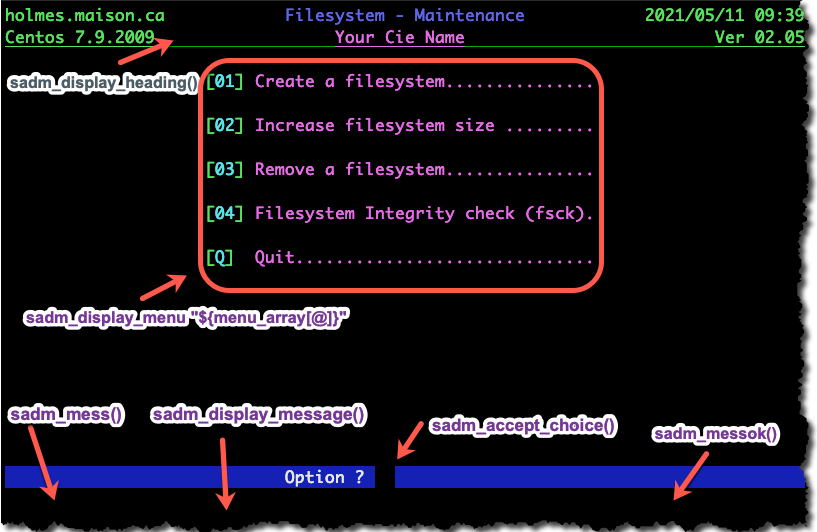 holmes.maison.ca Filesystem - Maintenance 2021/05/11 09:39
Centos 7.9.2009 Your Cie Name Ver 02.05
sadm_display_heading()
[01] Create a filesystem...............
[02] Increase filesystem size .........
[03] Remove a filesystem...............
[04] Filesystem Integrity check (fsck).
[Q] Quit..............................
sadm_display_menu "${menu_array[@]}"
sadm_mess() sadm_display_message() sadm_accept_choice() sadm_messok()
Option ?